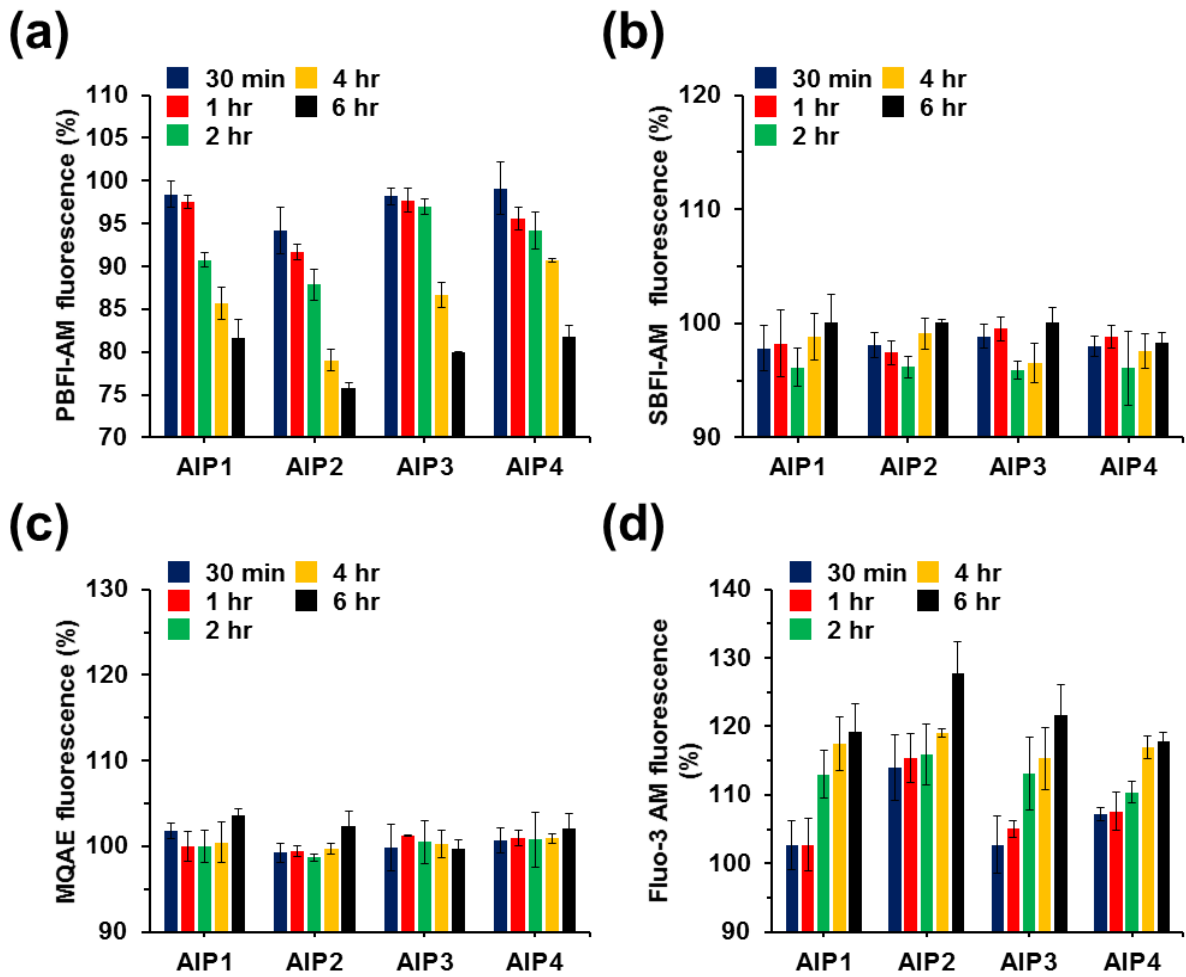 (a)
PBFI-AM fluorescence (%)
30 min
4 hr
1 hr
6 hr
2 hr
110
105
100
95
90
85
80
75
70
AIP1
AIP2
AIP3
AIP4
(b)
SBFI-AM fluorescence (%)
30 min
4 hr
1 hr
6 hr
2 hr
120
110
100
90
AIP1
AIP2
AIP3
AIP4
(c)
MQAE fluorescence (%)
30 min
4 hr
1 hr
6 hr
2 hr
130
120
110
100
90
AIP1
AIP2
AIP3
AIP4
(d)
Fluo-3 AM fluorescence
(%)
30 min
4 hr
1 hr
6 hr
2 hr
140
130
120
110
100
90
AIP1
AIP2
AIP3
AIP4